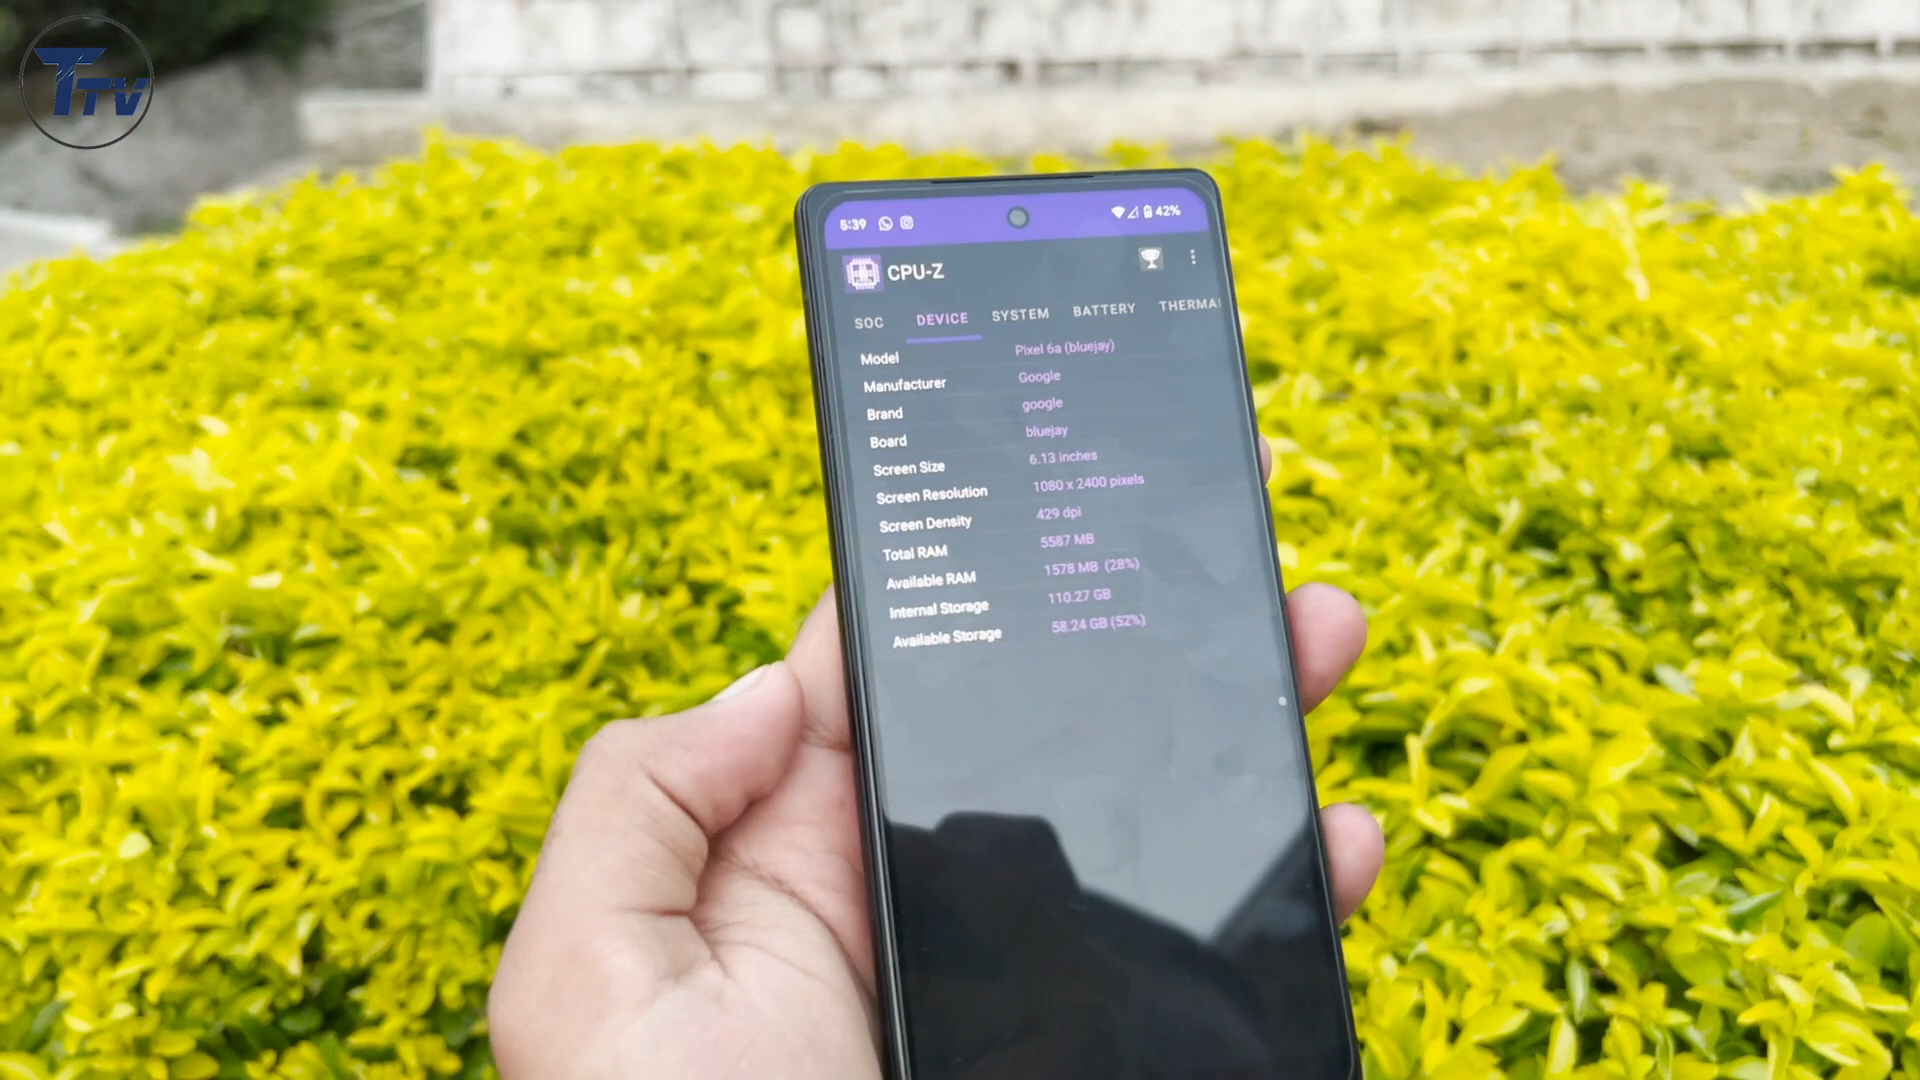 TTV
5:39 42%
CPU-Z
SOC DEVICE SYSTEM BATTERY THERMAL
Model Pixel 6a (bluejay)
Manufacturer Google
Brand google
Board bluejay
Screen Size 6.13 inches
Screen Resolution 1080 x 2400 pixels
Screen Density 429 dpi
Total RAM 5587 MB
Available RAM 1578 MB (28%)
Internal Storage 110.27 GB
Available Storage 58.24 GB (52%)